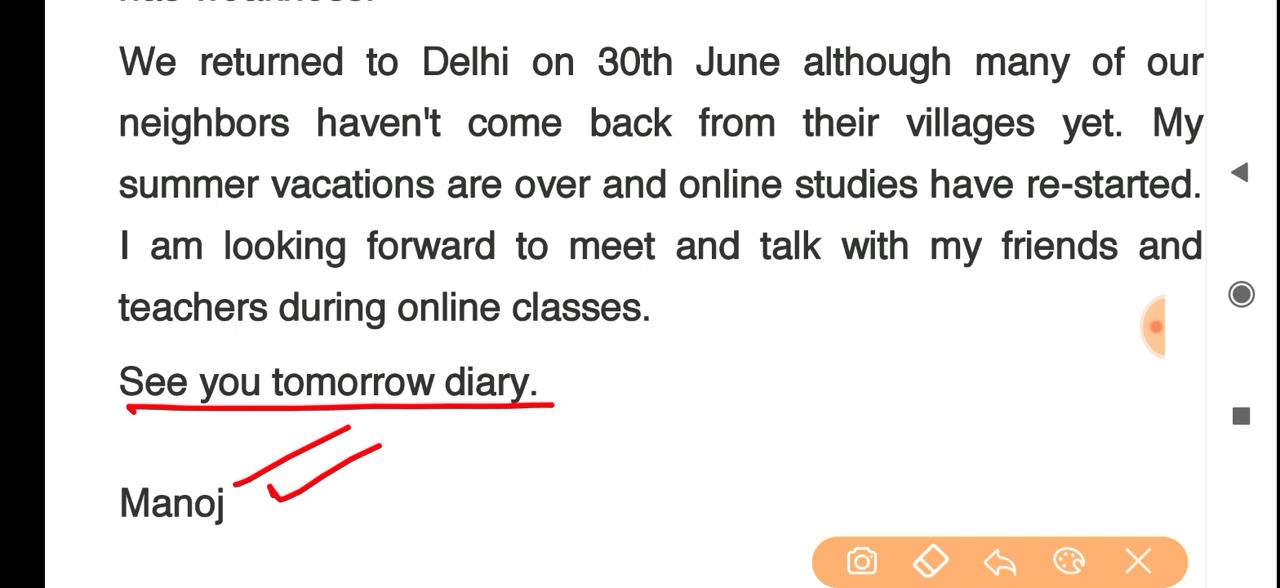 We returned to Delhi on 30th June although many of our
neighbors haven't come back from their villages yet. My
summer vacations are over and online studies have re-started.
I am looking forward to meet and talk with my friends and
teachers during online classes.
See you tomorrow diary.
Manoj